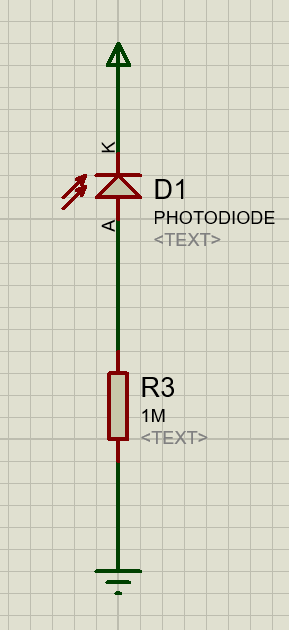 K
D1
PHOTODIODE
A
<TEXT>
R3
1M
<TEXT>